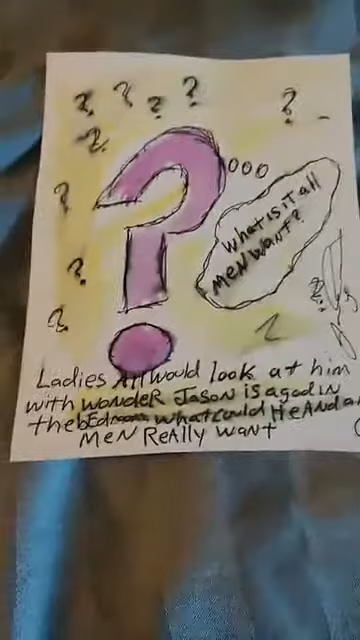 ? ? ? ? ?
?
?
?
?
?
What is it all
MEN WANT?
Ladies All would look at him
with WONDER Jason is a god in
the bEdroom what could HE And a
MEN REally WanT